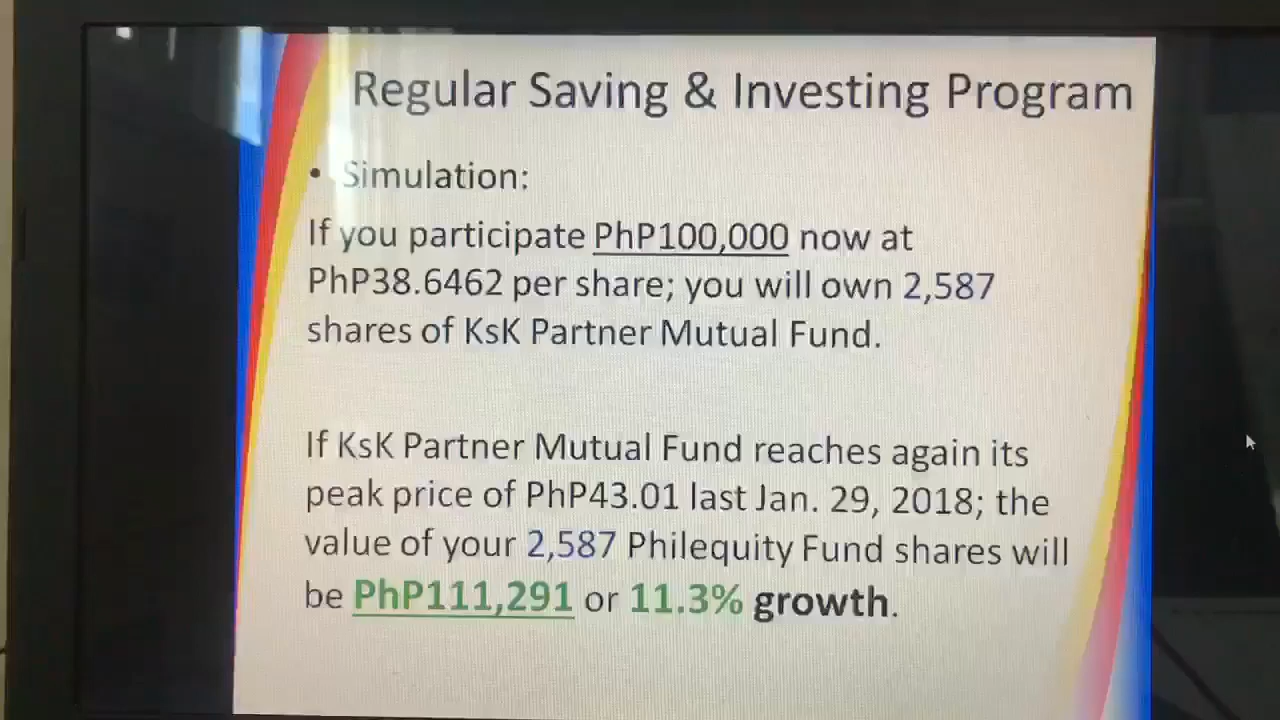 Regular Saving & Investing Program
• Simulation:
If you participate PhP100,000 now at
PhP38.6462 per share; you will own 2,587
shares of KsK Partner Mutual Fund.
If KsK Partner Mutual Fund reaches again its
peak price of PhP43.01 last Jan. 29, 2018; the
value of your 2,587 Philequity Fund shares will
be PhP111,291 or 11.3% growth.